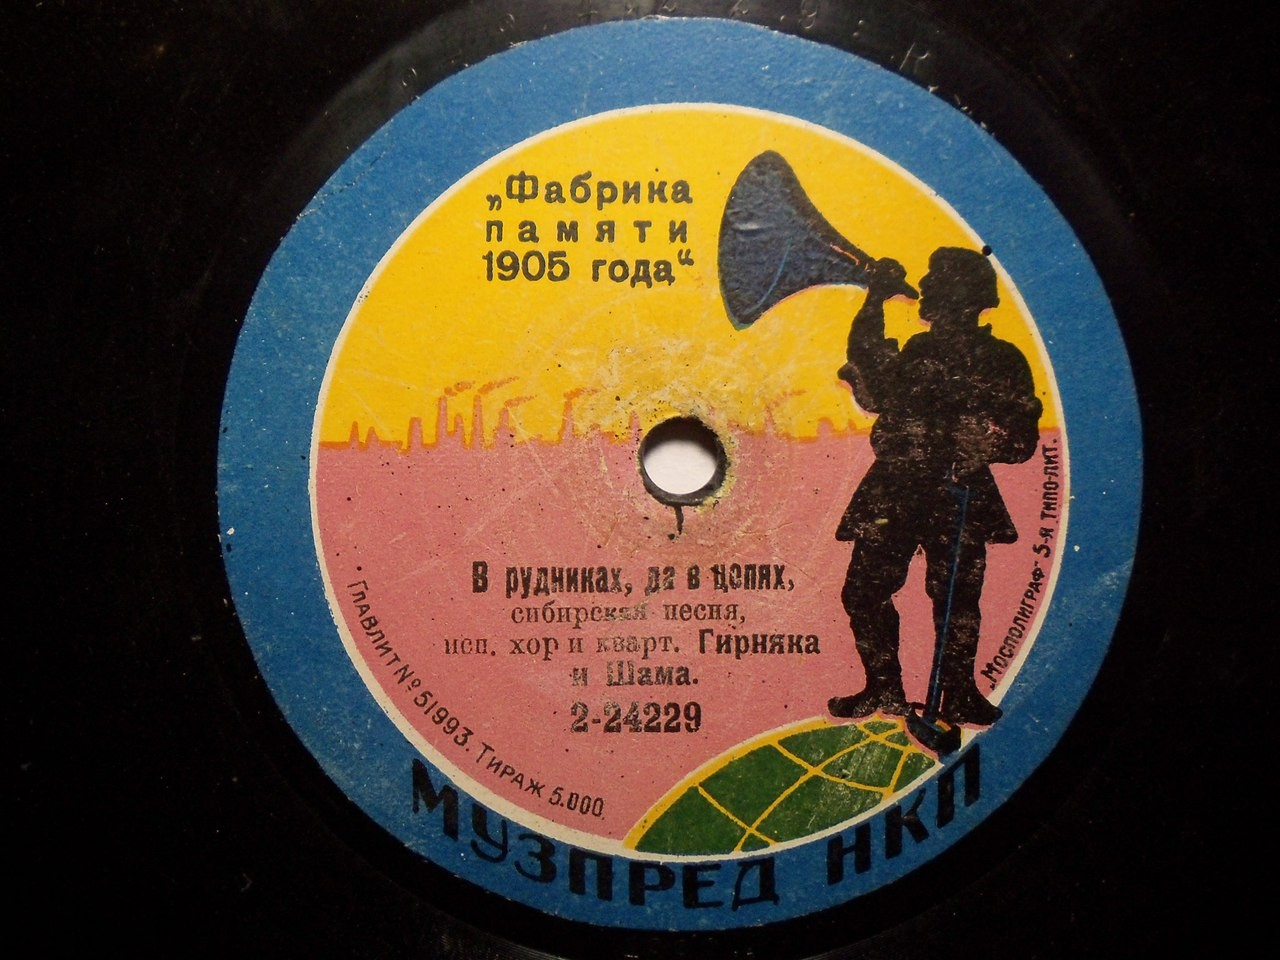 „Фабрика
памяти
1905 года“
В рудниках, да в цепях,
сибирская песня,
исп. хор и кварт. Гирняка
и Шама.
2-24229
Главлит № 51993. Тираж 5.000.
„Мосполиграф“ 5-я типо-лит.
МУЗПРЕД НКП